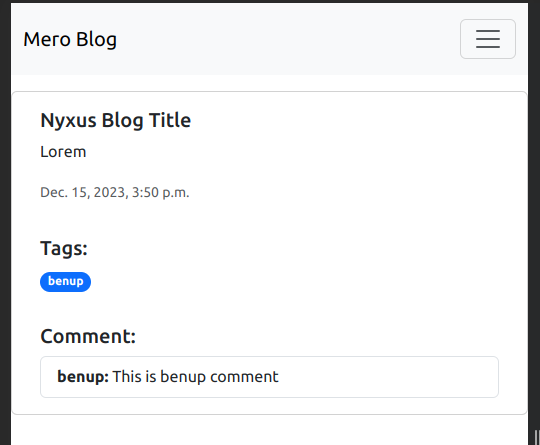 Mero Blog
Nyxus Blog Title
Lorem
Dec. 15, 2023, 3:50 p.m.
Tags:
benup
Comment:
benup: This is benup comment